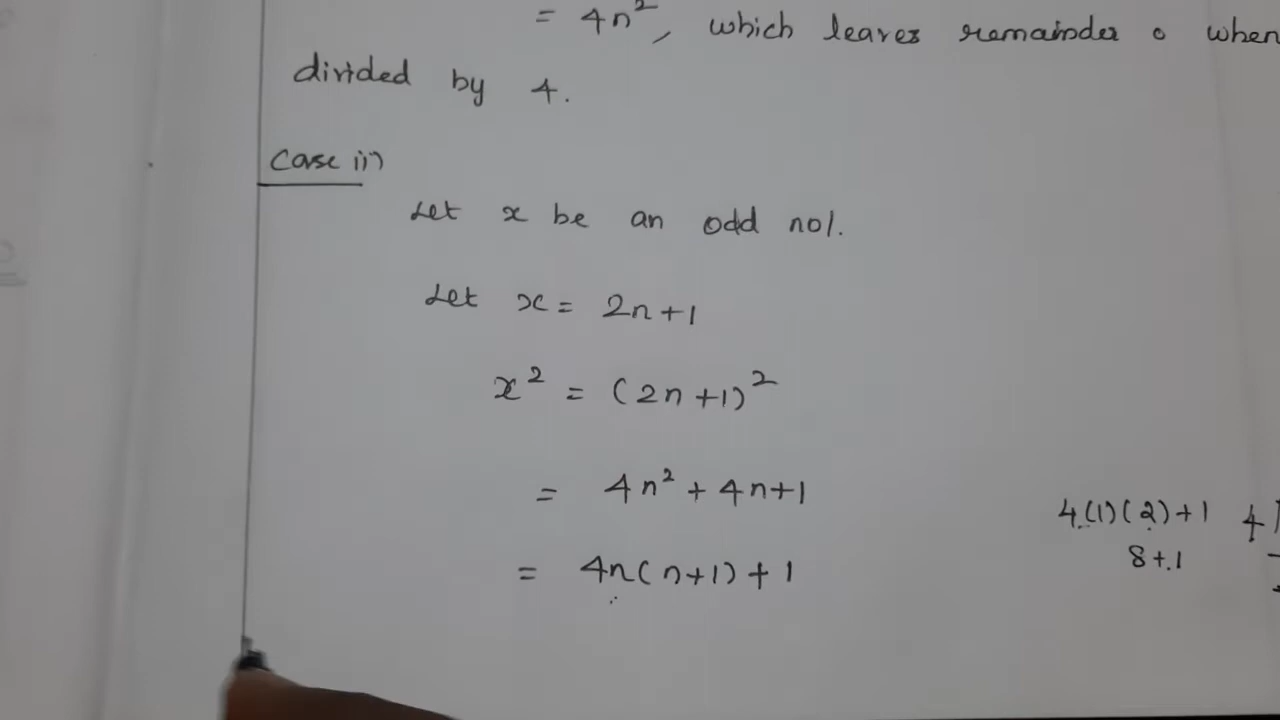 = 4n², which leaves remainder 0 when
divided by 4.
Case ii)
Let x be an odd no/.
Let x = 2n+1
x² = (2n+1)²
= 4n² + 4n+1
= 4n(n+1) + 1
4(1)(2)+1 4
8+1